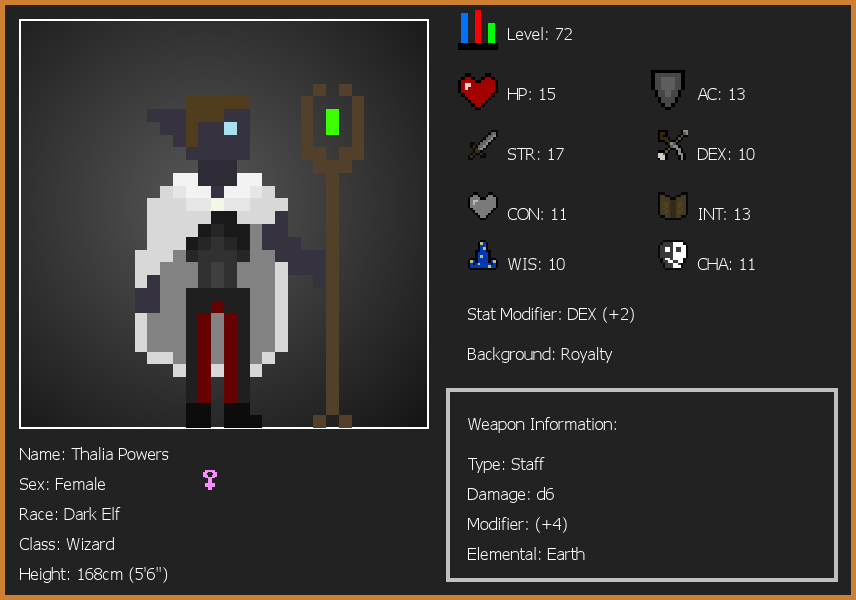 Level: 72
HP: 15
AC: 13
STR: 17
DEX: 10
CON: 11
INT: 13
WIS: 10
CHA: 11
Stat Modifier: DEX (+2)
Background: Royalty
Weapon Information:
Type: Staff
Damage: d6
Modifier: (+4)
Elemental: Earth
Name: Thalia Powers
Sex: Female
Race: Dark Elf
Class: Wizard
Height: 168cm (5'6")